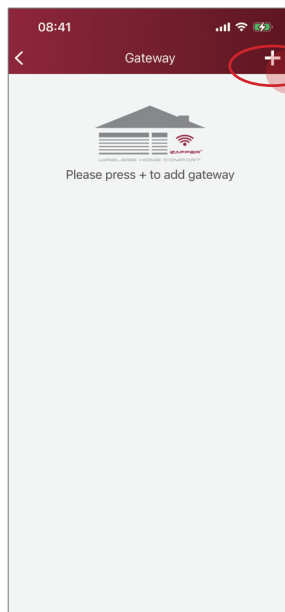 08:41
Gateway
ZAPPER®
WIRELESS HOME COMFORT
Please press + to add gateway